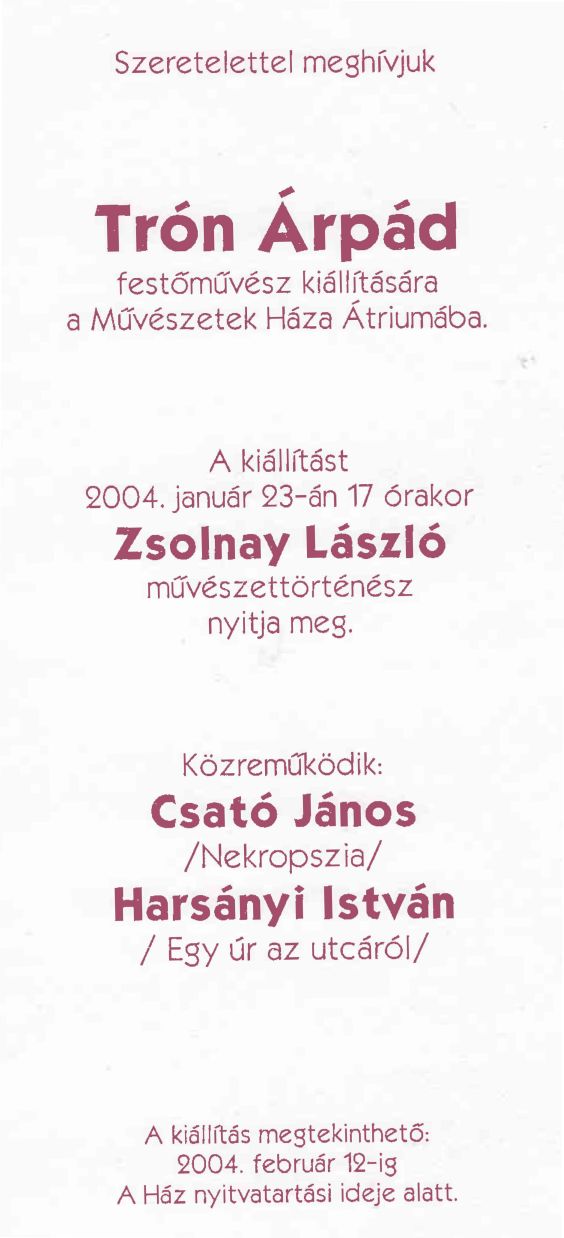 Szeretelettel meghívjuk
Trón Árpád
festőművész kiállítására
a Művészetek Háza Átriumába.
A kiállítást
2004. január 23-án 17 órakor
Zsolnay László
művészettörténész
nyitja meg.
Közreműködik:
Csató János
/Nekropszia/
Harsányi István
/ Egy úr az utcáról/
A kiállítás megtekinthető:
2004. február 12-ig
A Ház nyitvatartási ideje alatt.